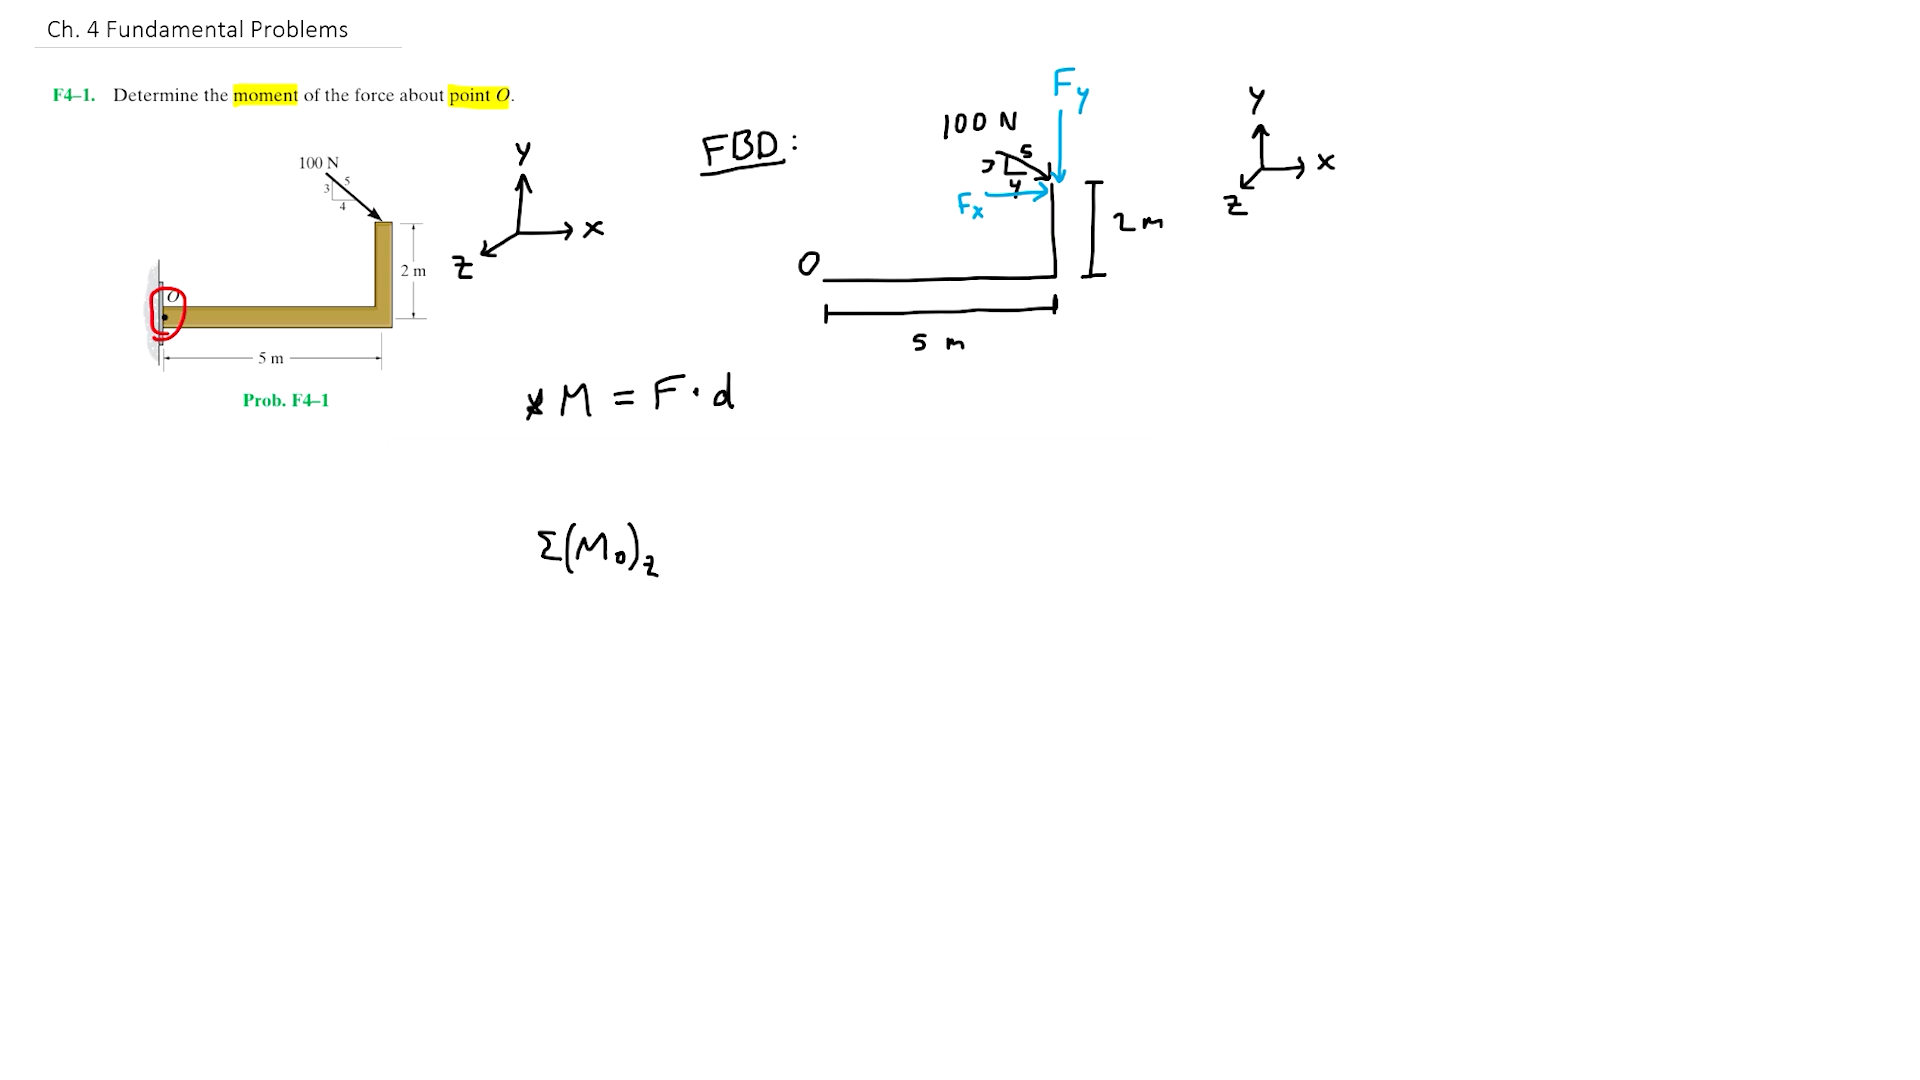 Ch. 4 Fundamental Problems
F4–1. Determine the moment of the force about point O.
100 N
3
5
4
2 m
O
5 m
Prob. F4–1
y
x
z
FBD:
100 N
Fy
3
5
4
Fx
2 m
O
5 m
y
x
z
* M = F · d
Σ(Mo)z